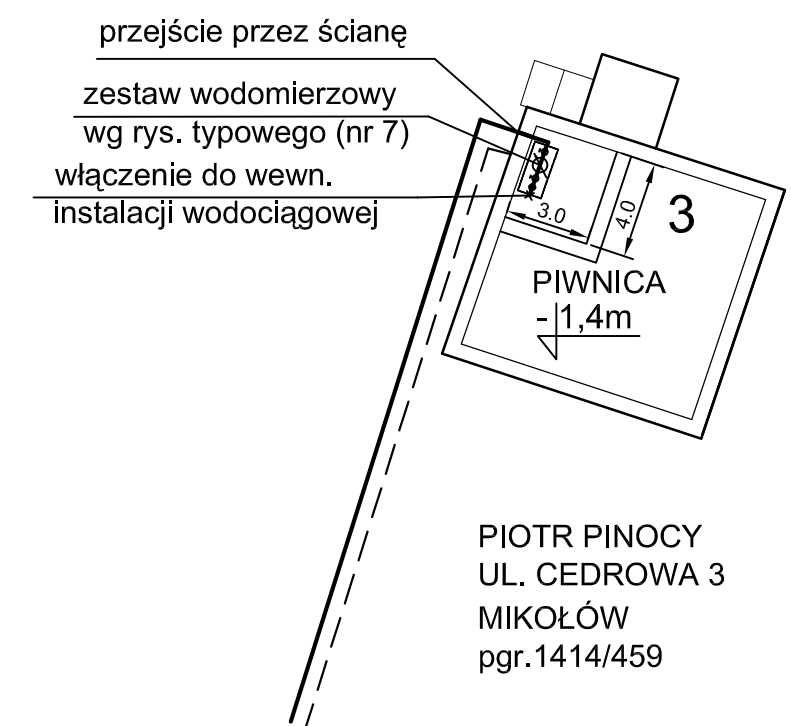 przejście przez ścianę
zestaw wodomierzowy
wg rys. typowego (nr 7)
włączenie do wewn.
instalacji wodociągowej
3.0
4.0
3
PIWNICA
- 1,4m
PIOTR PINOCY
UL. CEDROWA 3
MIKOŁÓW
pgr.1414/459